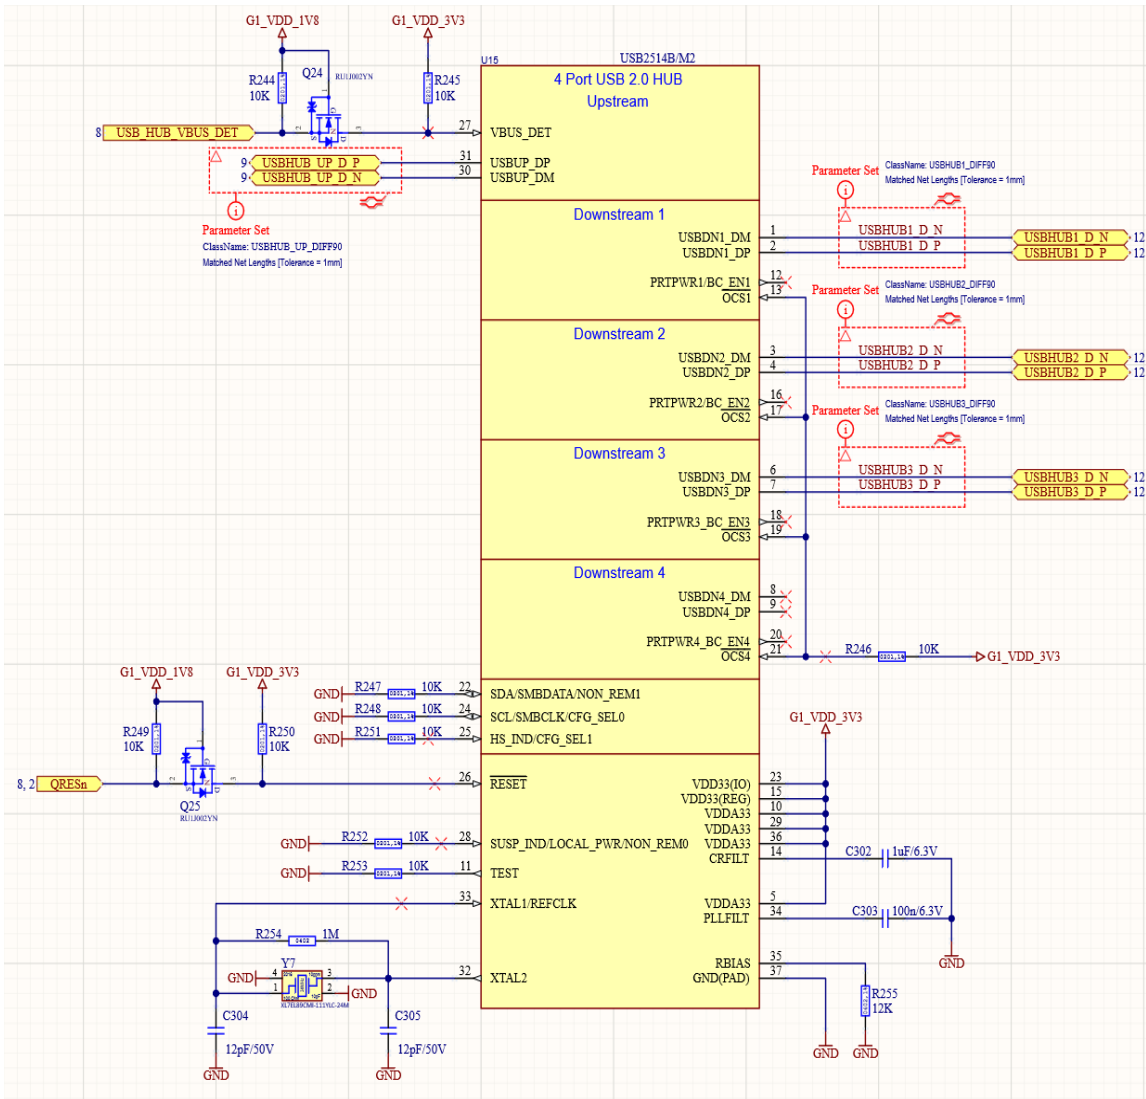 G1_VDD_1V8
G1_VDD_3V3
R244
10K
Q24
RU1J002YN
R245
10K
U15
USB2514B/M2
4 Port USB 2.0 HUB
Upstream
8
USB_HUB_VBUS_DET
2
1
3
G
N
S
D
27
VBUS_DET
9
USBHUB_UP_D_P
31
USBUP_DP
9
USBHUB_UP_D_N
30
USBUP_DM
Parameter Set
ClassName: USBHUB_UP_DIFF90
Matched Net Lengths [Tolerance = 1mm]
Downstream 1
Parameter Set
ClassName: USBHUB1_DIFF90
Matched Net Lengths [Tolerance = 1mm]
USBDN1_DM
1
USBHUB1_D_N
USBHUB1_D_N
12
USBDN1_DP
2
USBHUB1_D_P
USBHUB1_D_P
12
PRTPWR1/BC_EN1
12
OCS1
13
Downstream 2
Parameter Set
ClassName: USBHUB2_DIFF90
Matched Net Lengths [Tolerance = 1mm]
USBDN2_DM
3
USBHUB2_D_N
USBHUB2_D_N
12
USBDN2_DP
4
USBHUB2_D_P
USBHUB2_D_P
12
PRTPWR2/BC_EN2
16
OCS2
17
Downstream 3
Parameter Set
ClassName: USBHUB3_DIFF90
Matched Net Lengths [Tolerance = 1mm]
USBDN3_DM
6
USBHUB3_D_N
USBHUB3_D_N
12
USBDN3_DP
7
USBHUB3_D_P
USBHUB3_D_P
12
PRTPWR3_BC_EN3
18
OCS3
19
Downstream 4
USBDN4_DM
8
USBDN4_DP
9
PRTPWR4_BC_EN4
20
OCS4
21
R246
10K
G1_VDD_3V3
G1_VDD_1V8
G1_VDD_3V3
GND
R247
10K
22
SDA/SMBDATA/NON_REM1
GND
R248
10K
24
SCL/SMBCLK/CFG_SEL0
GND
R251
10K
25
HS_IND/CFG_SEL1
R249
10K
R250
10K
8, 2
QRESn
2
1
3
G
N
S
D
Q25
RU1J002YN
26
RESET
G1_VDD_3V3
VDD33(IO)
23
VDD33(REG)
15
VDDA33
10
VDDA33
29
VDDA33
36
CRFILT
14
C302
1uF/6.3V
GND
R252
10K
28
SUSP_IND/LOCAL_PWR/NON_REM0
GND
R253
10K
11
TEST
33
XTAL1/REFCLK
VDDA33
5
PLLFILT
34
C303
100n/6.3V
GND
R254
1M
Y7
GND
4
3
1
2
GND
32
XTAL2
RBIAS
35
GND(PAD)
37
R255
12K
C304
12pF/50V
GND
C305
12pF/50V
GND
GND
GND